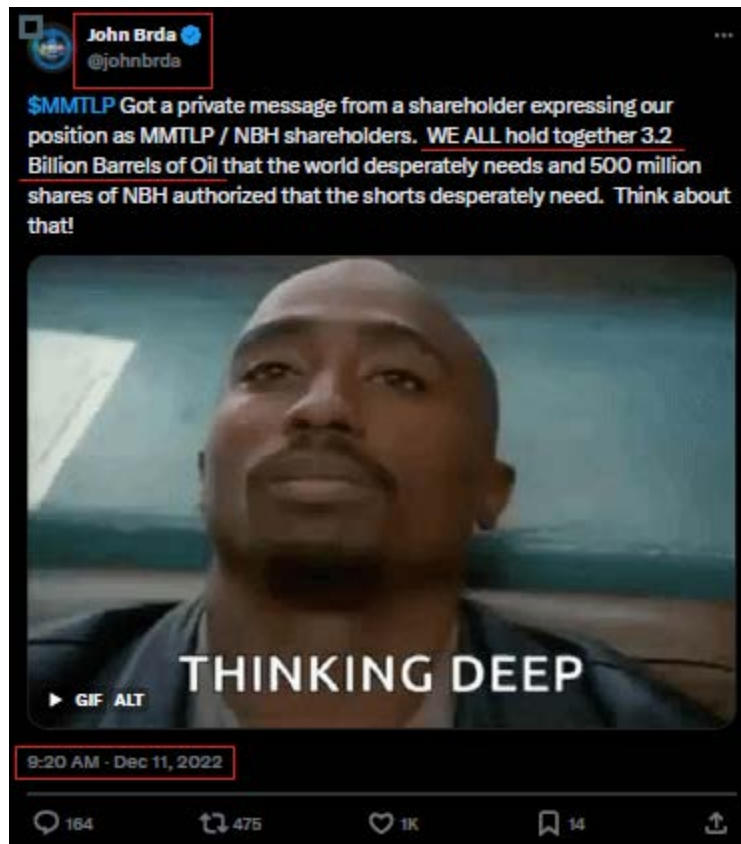 John Brda
@johnbrda
$MMTLP Got a private message from a shareholder expressing our
position as MMTLP / NBH shareholders. WE ALL hold together 3.2
Billion Barrels of Oil that the world desperately needs and 500 million
shares of NBH authorized that the shorts desperately need. Think about
that!
THINKING DEEP
GIF ALT
9:20 AM · Dec 11, 2022
164 475 1K 14